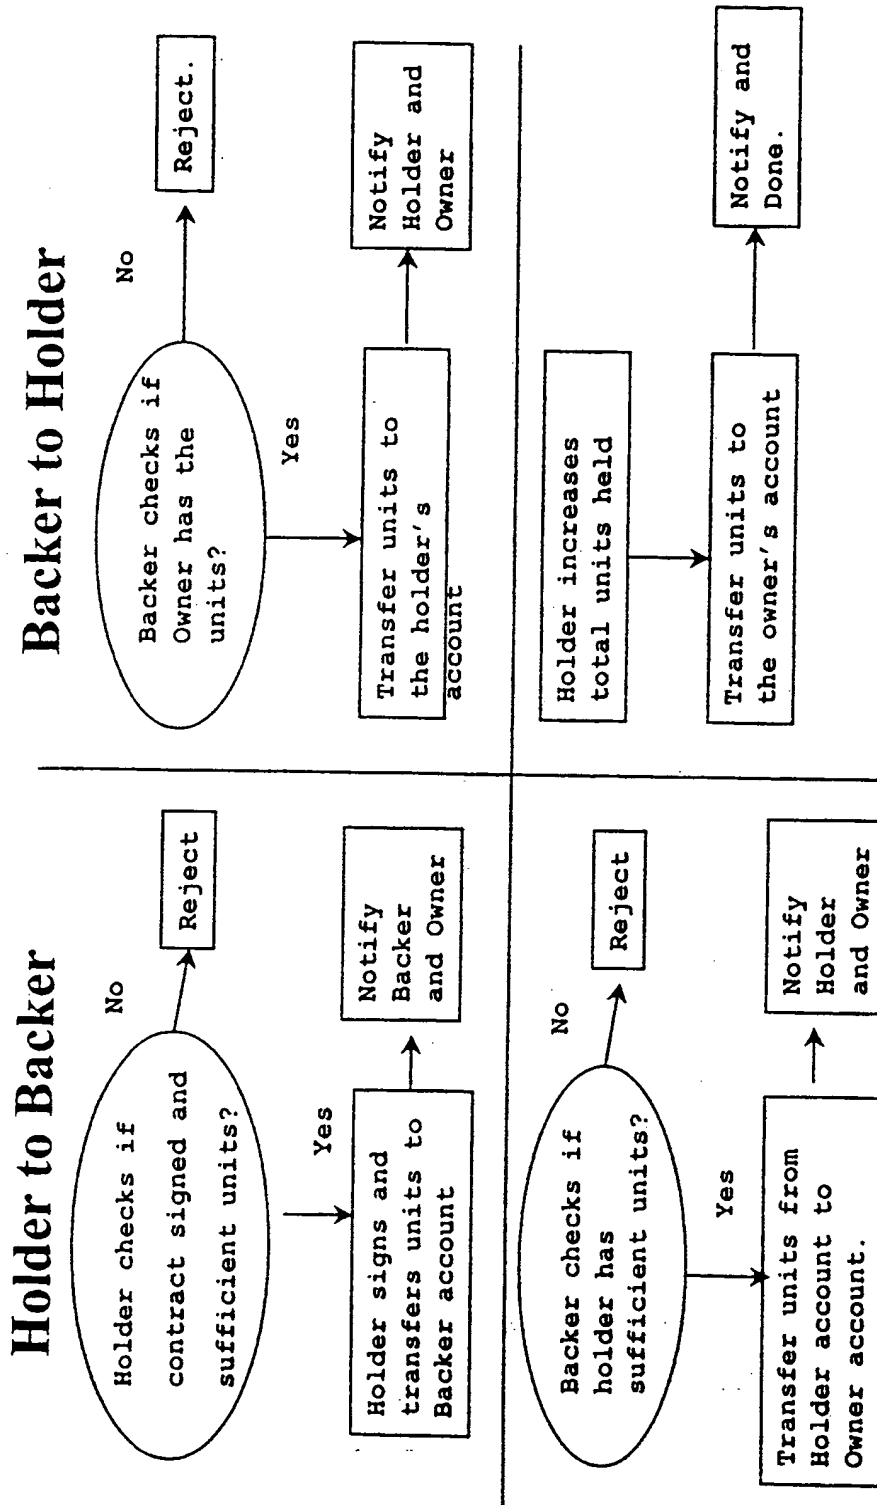 Holder to Backer
Holder checks if
contract signed and
sufficient units?
No
Reject
Yes
Holder signs and
transfers units to
Backer account
Notify
Backer
and Owner
Backer checks if
holder has
sufficient units?
No
Reject
Yes
Transfer units from
Holder account to
Owner account.
Notify
Holder
and Owner
Backer to Holder
Backer checks if
Owner has the
units?
No
Reject.
Yes
Transfer units to
the holder's
account
Notify
Holder and
Owner
Holder increases
total units held
Transfer units to
the owner's account
Notify and
Done.